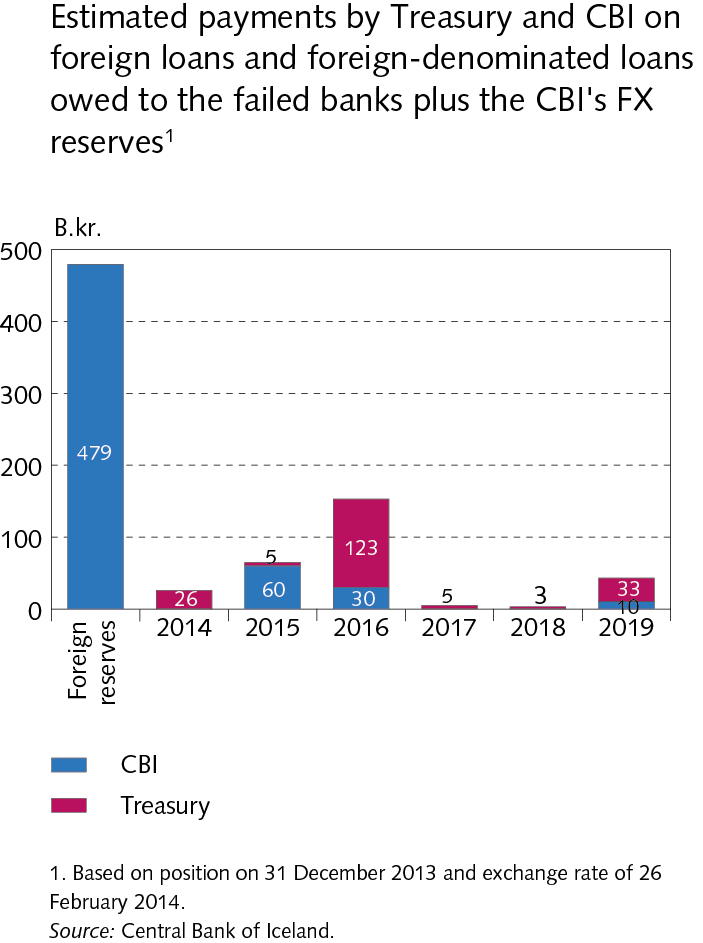 Estimated payments by Treasury and CBI on
foreign loans and foreign-denominated loans
owed to the failed banks plus the CBI's FX
reserves¹
B.kr.
500
400
300
200
100
0
479
26
5
60
123
30
5
3
33
10
Foreign
reserves
2014 2015 2016 2017 2018 2019
CBI
Treasury
1. Based on position on 31 December 2013 and exchange rate of 26
February 2014.
Source: Central Bank of Iceland.